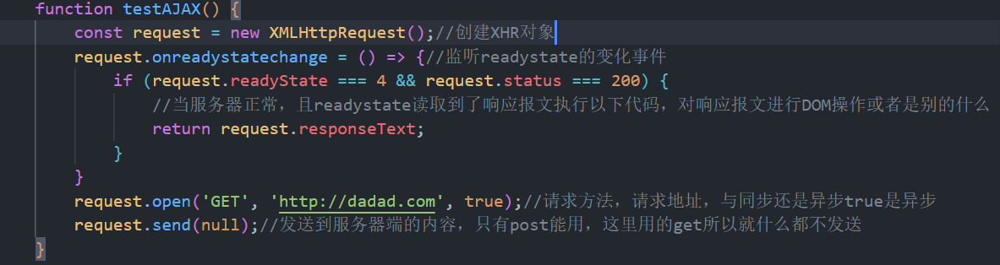 function testAJAX() {
const request = new XMLHttpRequest();//创建XHR对象
request.onreadystatechange = () => {//监听readystate的变化事件
if (request.readyState === 4 && request.status === 200) {
//当服务器正常，且readystate读取到了响应报文执行以下代码，对响应报文进行DOM操作或者是别的什么
return request.responseText;
}
}
request.open('GET', 'http://dadad.com', true);//请求方法，请求地址，与同步还是异步true是异步
request.send(null);//发送到服务器端的内容，只有post能用，这里用的get所以就什么都不发送
}